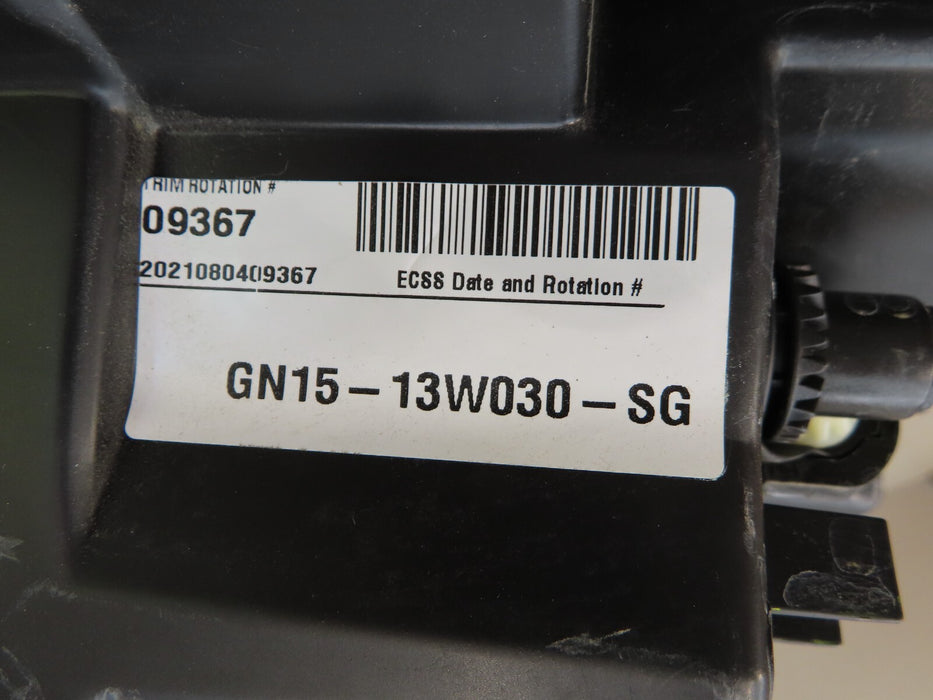 TRIM ROTATION #
09367
2021080409367
ECSS Date and Rotation #
GN15-13W030-SG